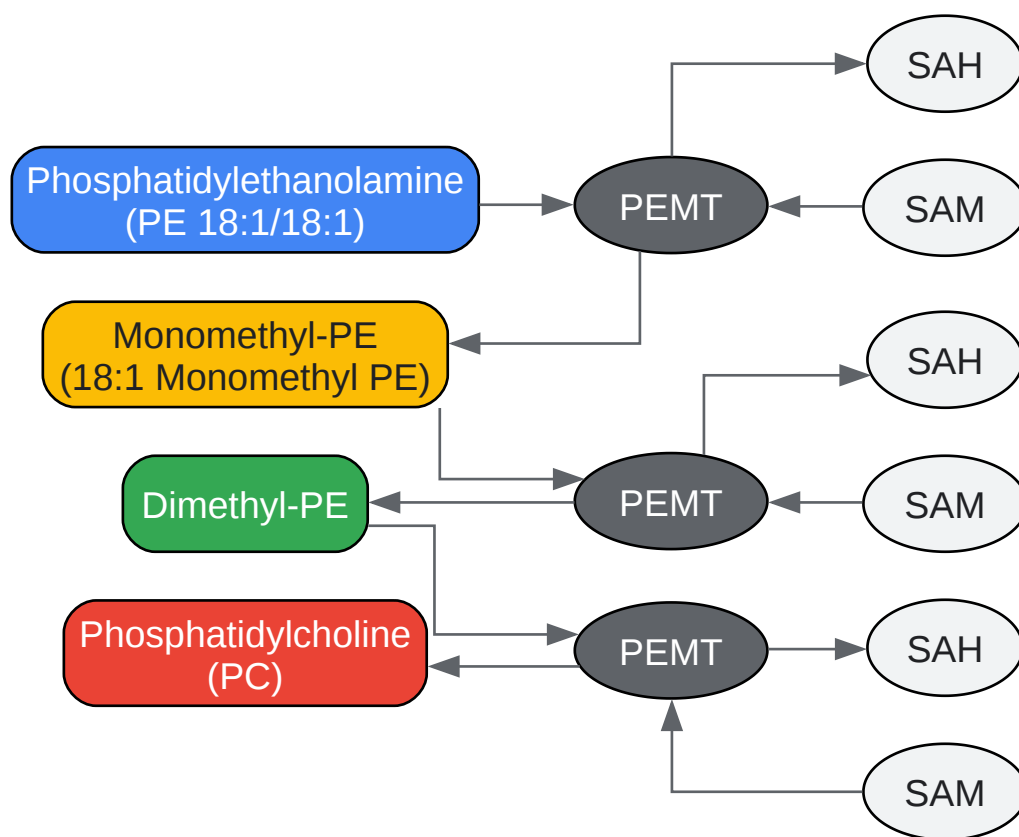 SAH
Phosphatidylethanolamine
(PE 18:1/18:1)
PEMT
SAM
Monomethyl-PE
(18:1 Monomethyl PE)
SAH
Dimethyl-PE
PEMT
SAM
Phosphatidylcholine
(PC)
PEMT
SAH
SAM